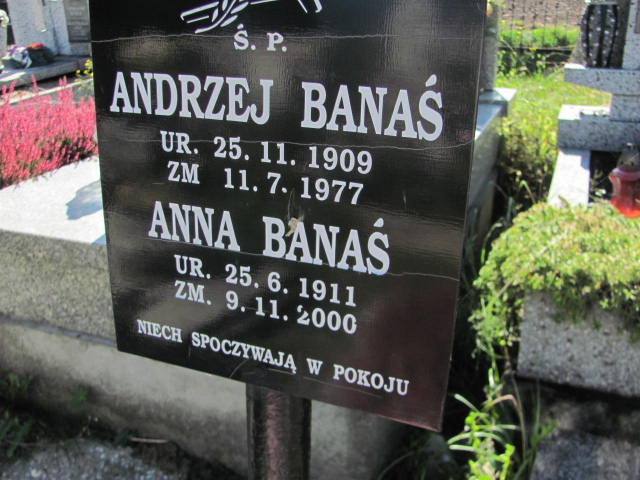 Ś. P.
ANDRZEJ BANAŚ
UR. 25. 11. 1909
ZM 11. 7. 1977
ANNA BANAŚ
UR. 25. 6. 1911
ZM. 9. 11. 2000
NIECH SPOCZYWAJĄ W POKOJU